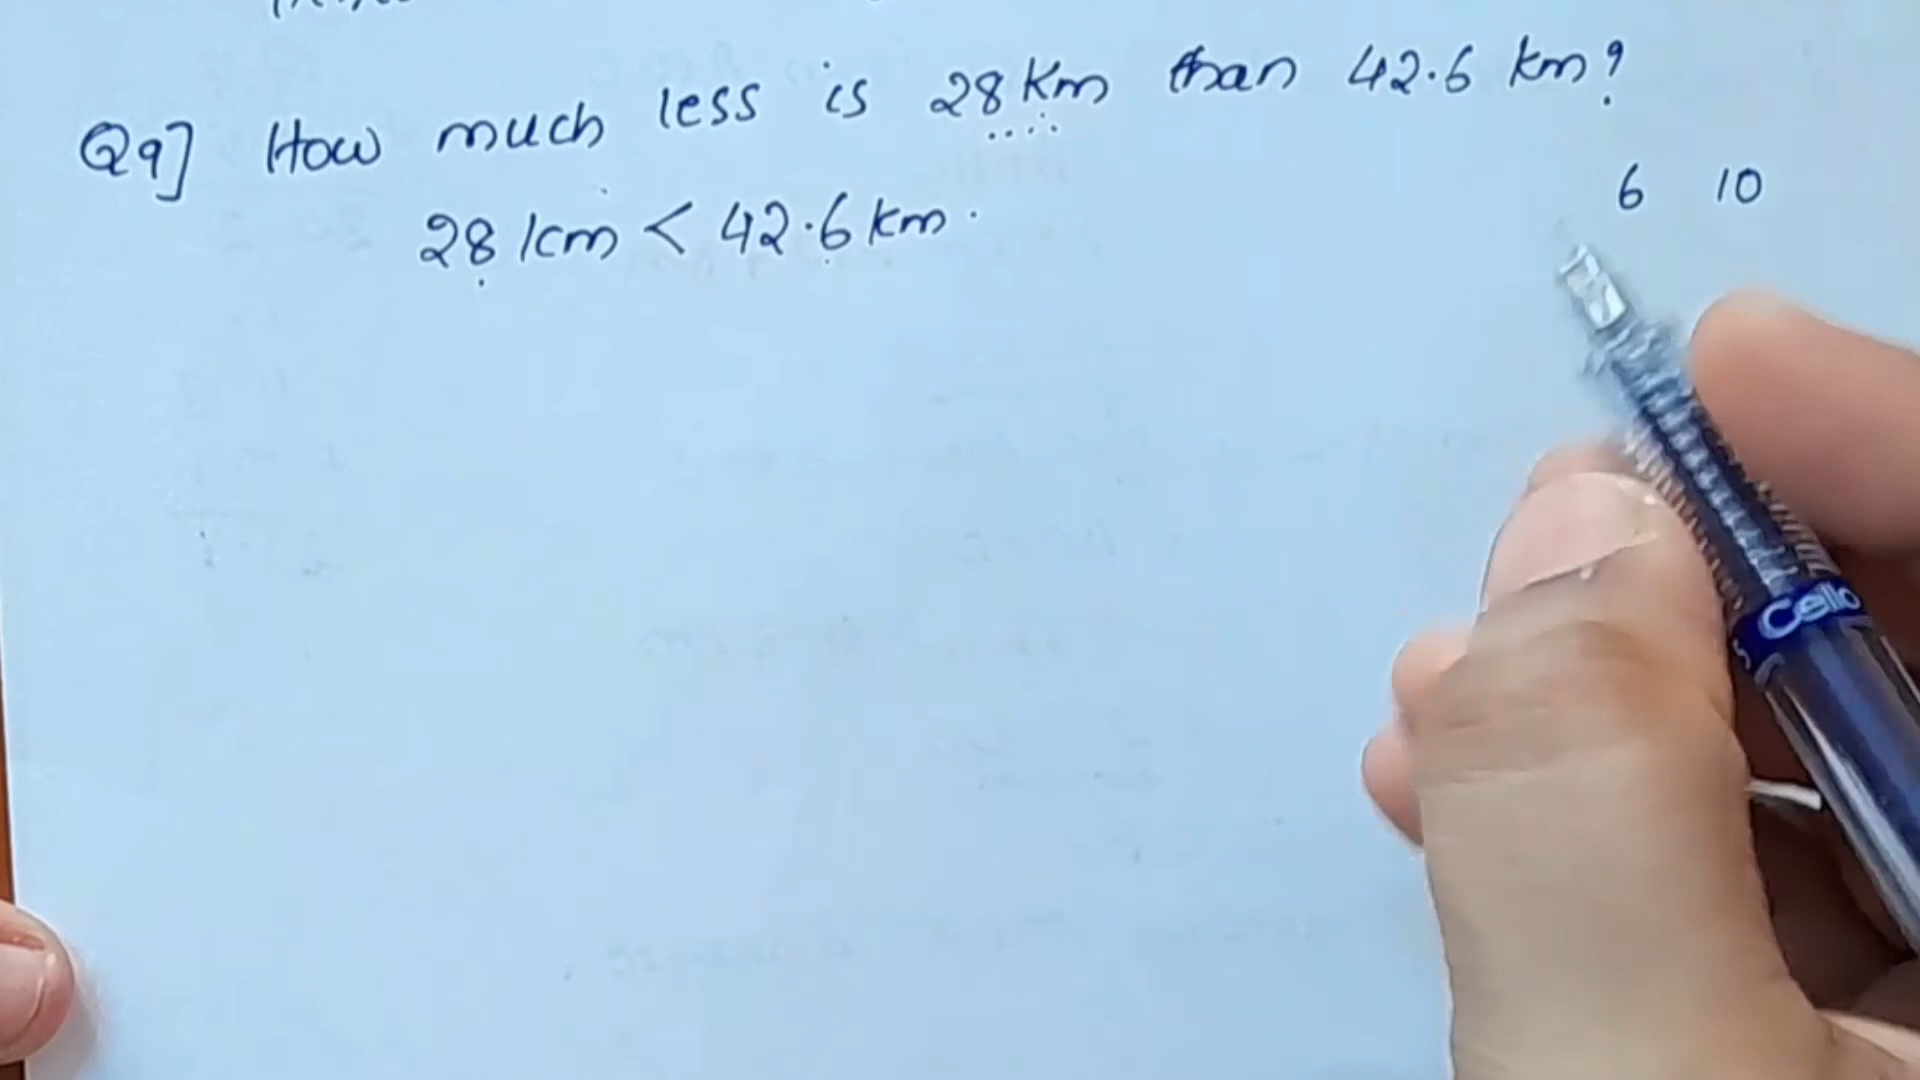 Q9] How much less is 28 km than 42.6 km?
28 km < 42.6 km.
6 10
Cello